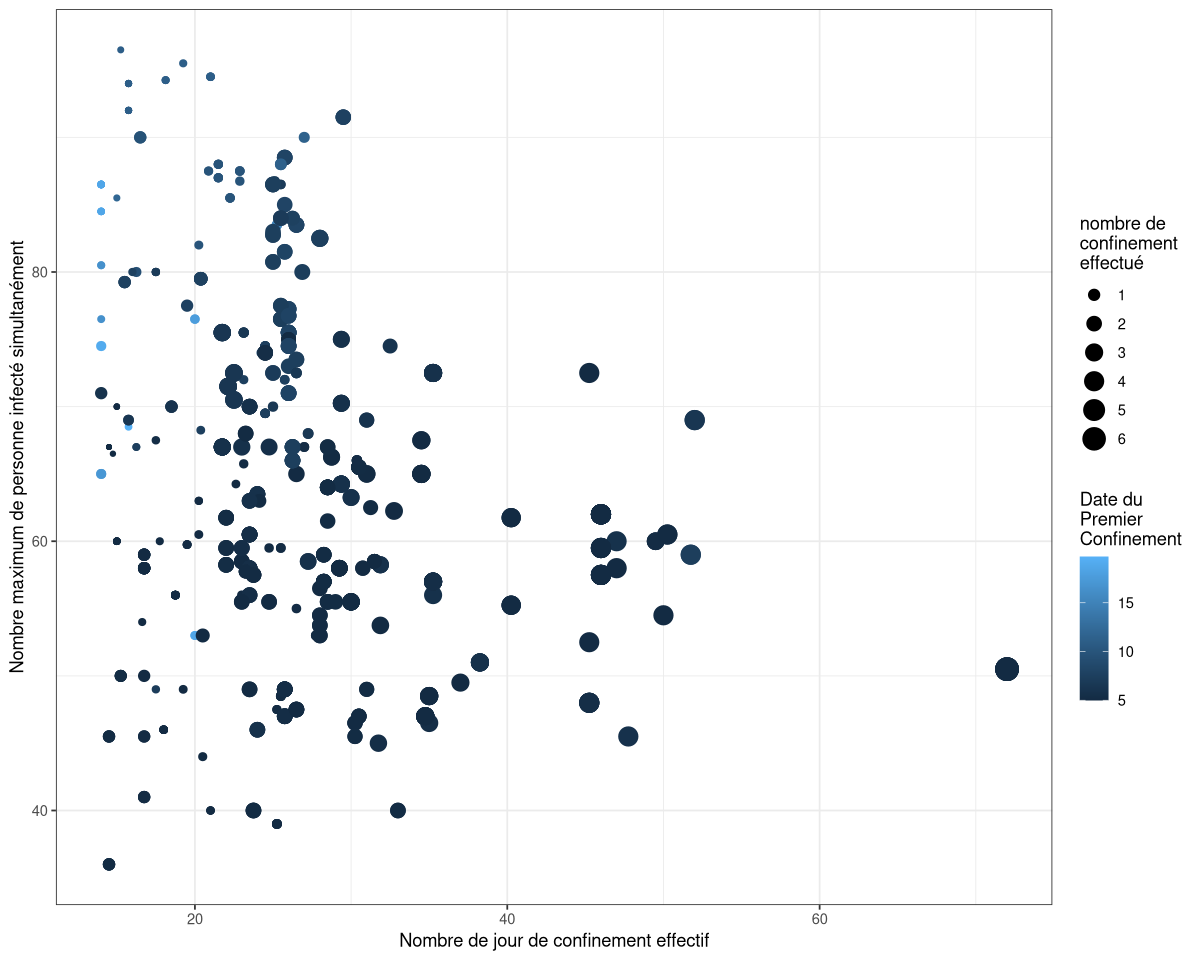 Nombre maximum de personne infecté simultanément
80
60
40
20
40
60
Nombre de jour de confinement effectif
nombre de
confinement
effectué
1
2
3
4
5
6
Date du
Premier
Confinement
15
10
5